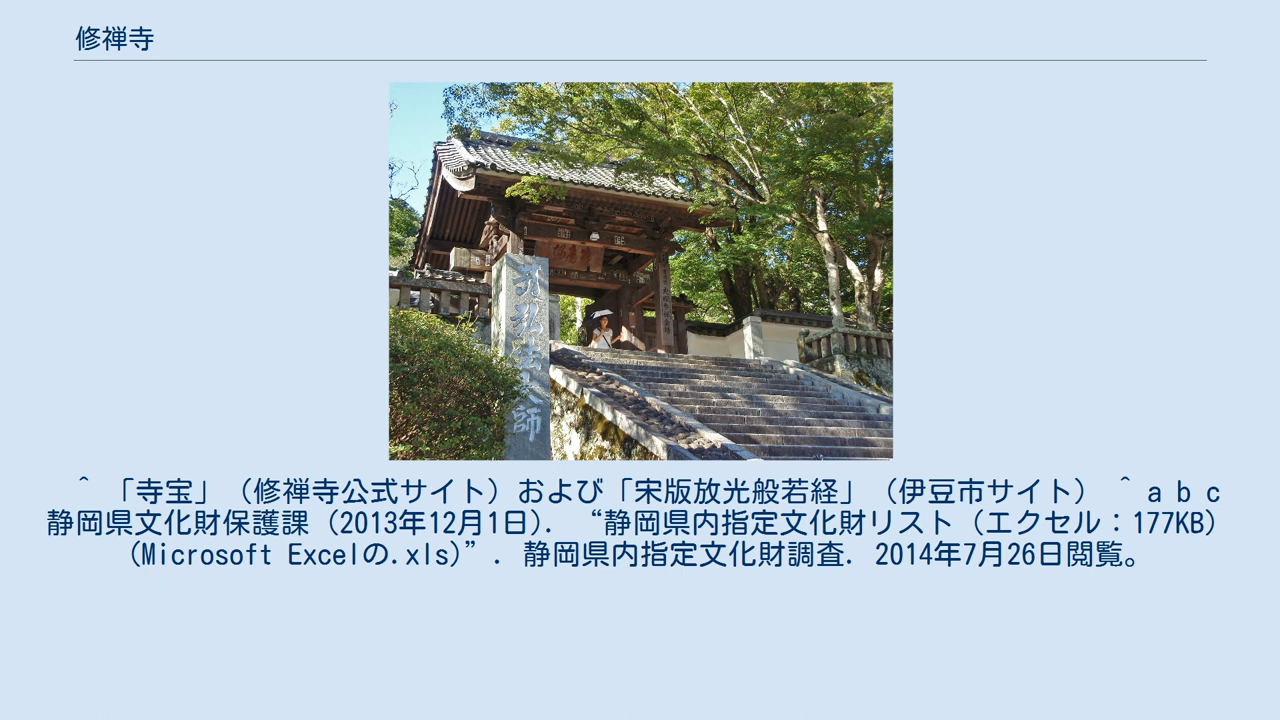 修禅寺
弘法大師
^ 「寺宝」（修禅寺公式サイト）および「宋版放光般若経」（伊豆市サイト） ^ a b c
静岡県文化財保護課 (2013年12月1日). “静岡県内指定文化財リスト（エクセル：177KB）
(Microsoft Excelの.xls)”. 静岡県内指定文化財調査. 2014年7月26日閲覧。